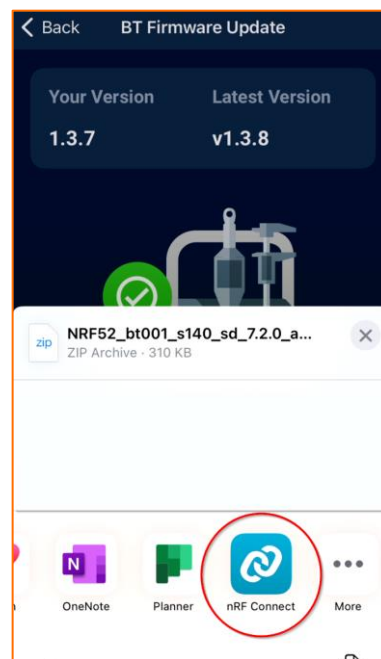 Back BT Firmware Update
Your Version Latest Version
1.3.7 v1.3.8
zip NRF52_bt001_s140_sd_7.2.0_a...
ZIP Archive · 310 KB
N
OneNote Planner nRF Connect More